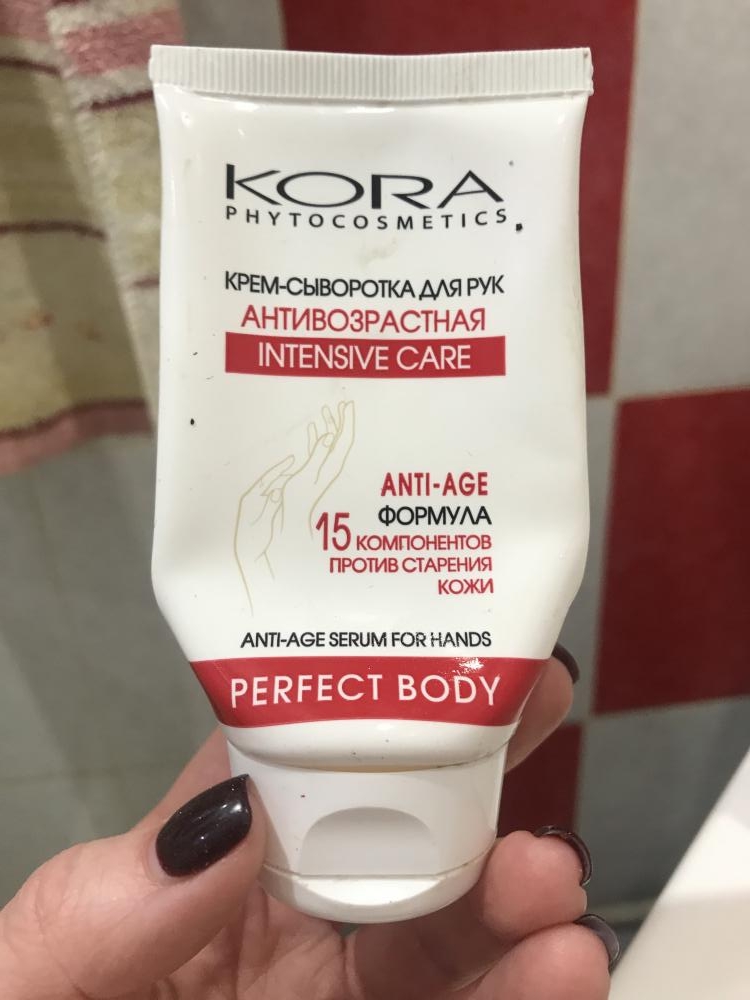 KORA
PHYTOCOSMETICS
КРЕМ-СЫВОРОТКА ДЛЯ РУК
АНТИВОЗРАСТНАЯ
INTENSIVE CARE
ANTI-AGE
ФОРМУЛА
15 КОМПОНЕНТОВ
ПРОТИВ СТАРЕНИЯ
КОЖИ
ANTI-AGE SERUM FOR HANDS
PERFECT BODY